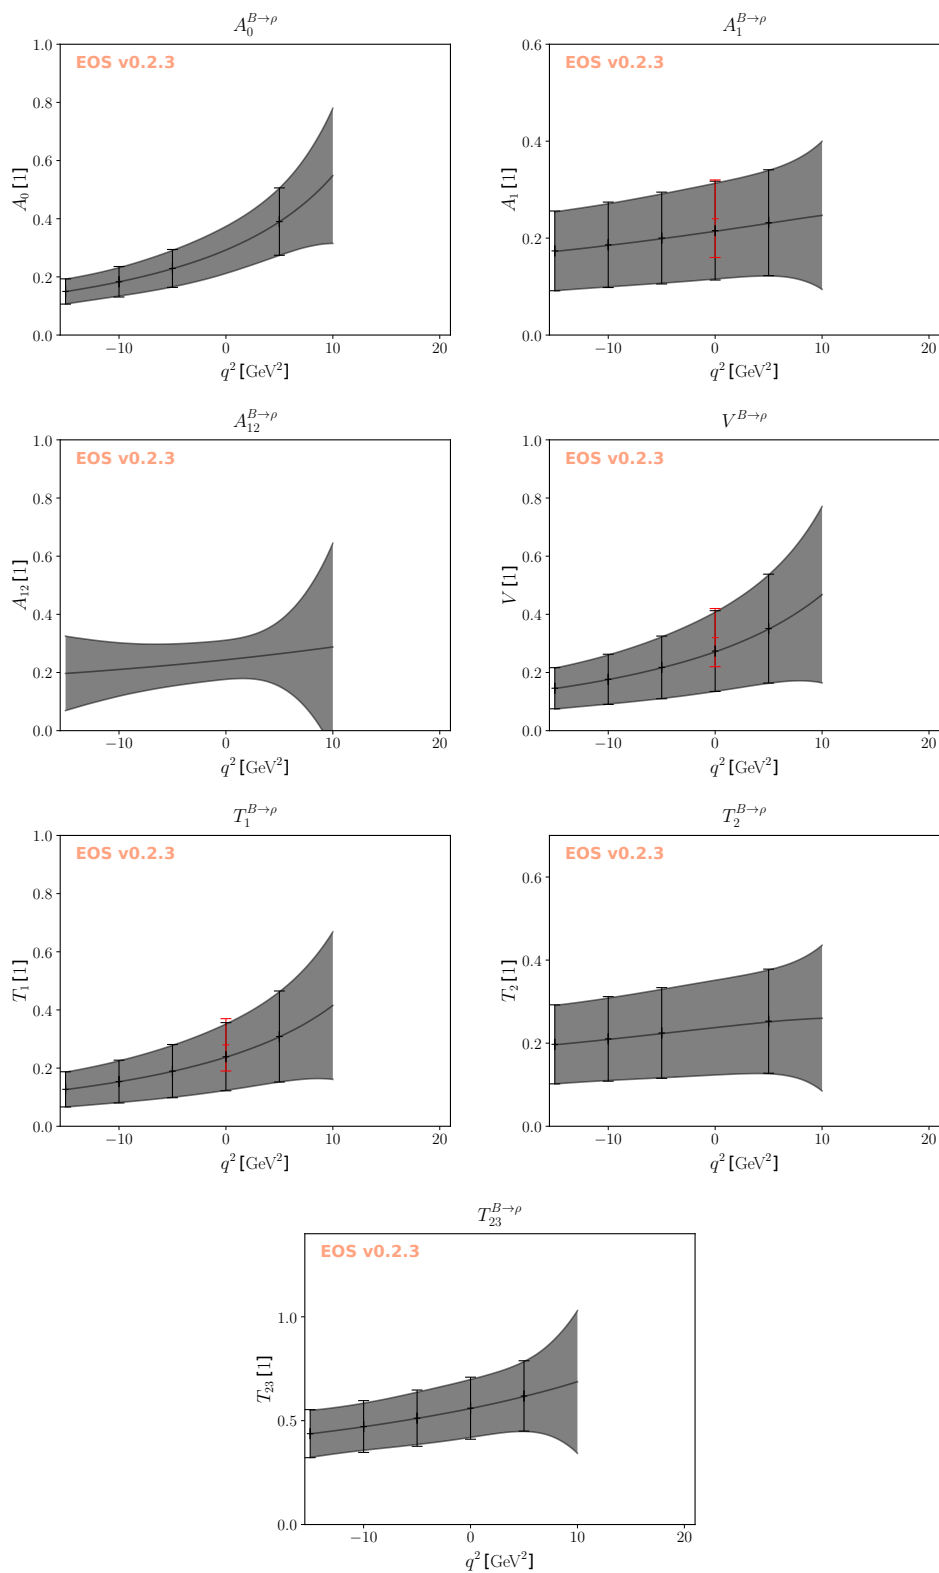 A_0^{B→ρ}
EOS v0.2.3
A_0 [1]
1.0
0.8
0.6
0.4
0.2
0.0
−10 0 10 20
q^2 [GeV^2]
A_1^{B→ρ}
EOS v0.2.3
A_1 [1]
0.6
0.4
0.2
0.0
−10 0 10 20
q^2 [GeV^2]
A_{12}^{B→ρ}
EOS v0.2.3
A_{12} [1]
1.0
0.8
0.6
0.4
0.2
0.0
−10 0 10 20
q^2 [GeV^2]
V^{B→ρ}
EOS v0.2.3
V [1]
1.0
0.8
0.6
0.4
0.2
0.0
−10 0 10 20
q^2 [GeV^2]
T_1^{B→ρ}
EOS v0.2.3
T_1 [1]
1.0
0.8
0.6
0.4
0.2
0.0
−10 0 10 20
q^2 [GeV^2]
T_2^{B→ρ}
EOS v0.2.3
T_2 [1]
0.6
0.4
0.2
0.0
−10 0 10 20
q^2 [GeV^2]
T_{23}^{B→ρ}
EOS v0.2.3
T_{23} [1]
1.0
0.5
0.0
−10 0 10 20
q^2 [GeV^2]